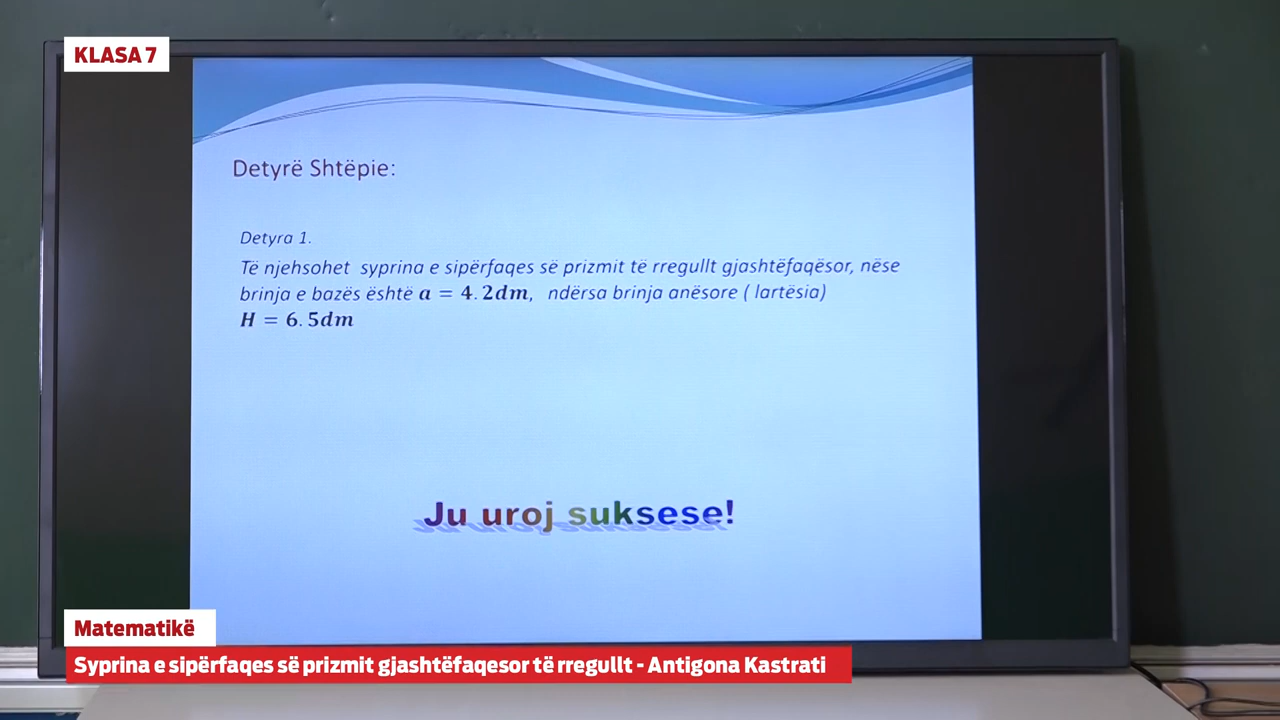 KLASA 7
Detyrë Shtëpie:
Detyra 1.
Të njehsohet syprina e sipërfaqes së prizmit të rregullt gjashtëfaqësor, nëse
brinja e bazës është a = 4.2dm, ndërsa brinja anësore ( lartësia)
H = 6.5dm
Ju uroj suksese!
Matematikë
Syprina e sipërfaqes së prizmit gjashtëfaqesor të rregullt - Antigona Kastrati